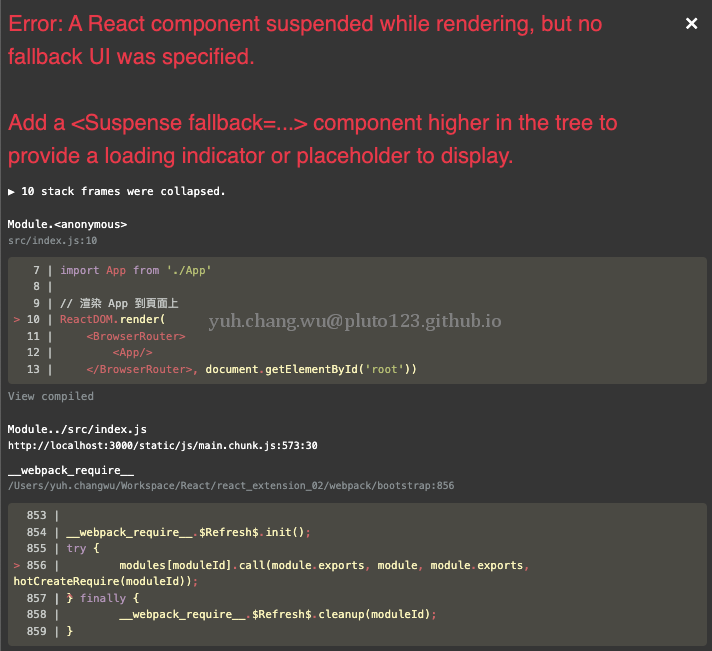 Error: A React component suspended while rendering, but no
fallback UI was specified.
Add a <Suspense fallback=...> component higher in the tree to
provide a loading indicator or placeholder to display.
▶ 10 stack frames were collapsed.
Module.<anonymous>
src/index.js:10
7 | import App from './App'
8 |
9 | // 渲染 App 到頁面上
> 10 | ReactDOM.render(
yuh.chang.wu@pluto123.github.io
11 |     <BrowserRouter>
12 |         <App/>
13 |     </BrowserRouter>, document.getElementById('root'))
View compiled
Module../src/index.js
http://localhost:3000/static/js/main.chunk.js:573:30
__webpack_require__
/Users/yuh.changwu/Workspace/React/react_extension_02/webpack/bootstrap:856
853 |
854 | __webpack_require__.$Refresh$.init();
855 | try {
> 856 |         modules[moduleId].call(module.exports, module, module.exports,
hotCreateRequire(moduleId));
857 | } finally {
858 |         __webpack_require__.$Refresh$.cleanup(moduleId);
859 | }